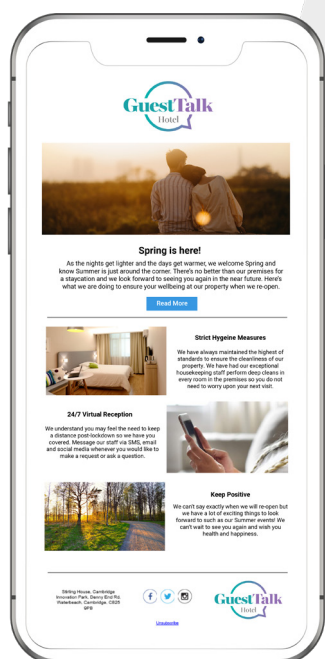 GuestTalk
Hotel
Spring is here!
As the nights get lighter and the days get warmer, we welcome Spring and
know Summer is just around the corner. There's no better than our premises for
a staycation and we look forward to seeing you again in the near future. Here's
what we are doing to ensure your wellbeing at our property when we re-open.
Read More
Strict Hygeine Measures
We have always maintained the highest of
standards to ensure the cleanliness of our
property. We have had our exceptional
housekeeping staff perform deep cleans in
every room in the premises so you do not
need to worry upon your next visit.
24/7 Virtual Reception
We understand you may feel the need to keep
a distance post-lockdown so we have you
covered. Message our staff via SMS, email
and social media whenever you would like to
make a request or ask a question.
Keep Positive
We can't say exactly when we will re-open but
we have a lot of exciting things to look
forward to such as our Summer events! We
can't wait to see you again and wish you
health and happiness.
Stirling House, Cambridge
Innovation Park, Denny End Rd,
Waterbeach, Cambridge, CB25
9PB
GuestTalk
Hotel
Unsubscribe